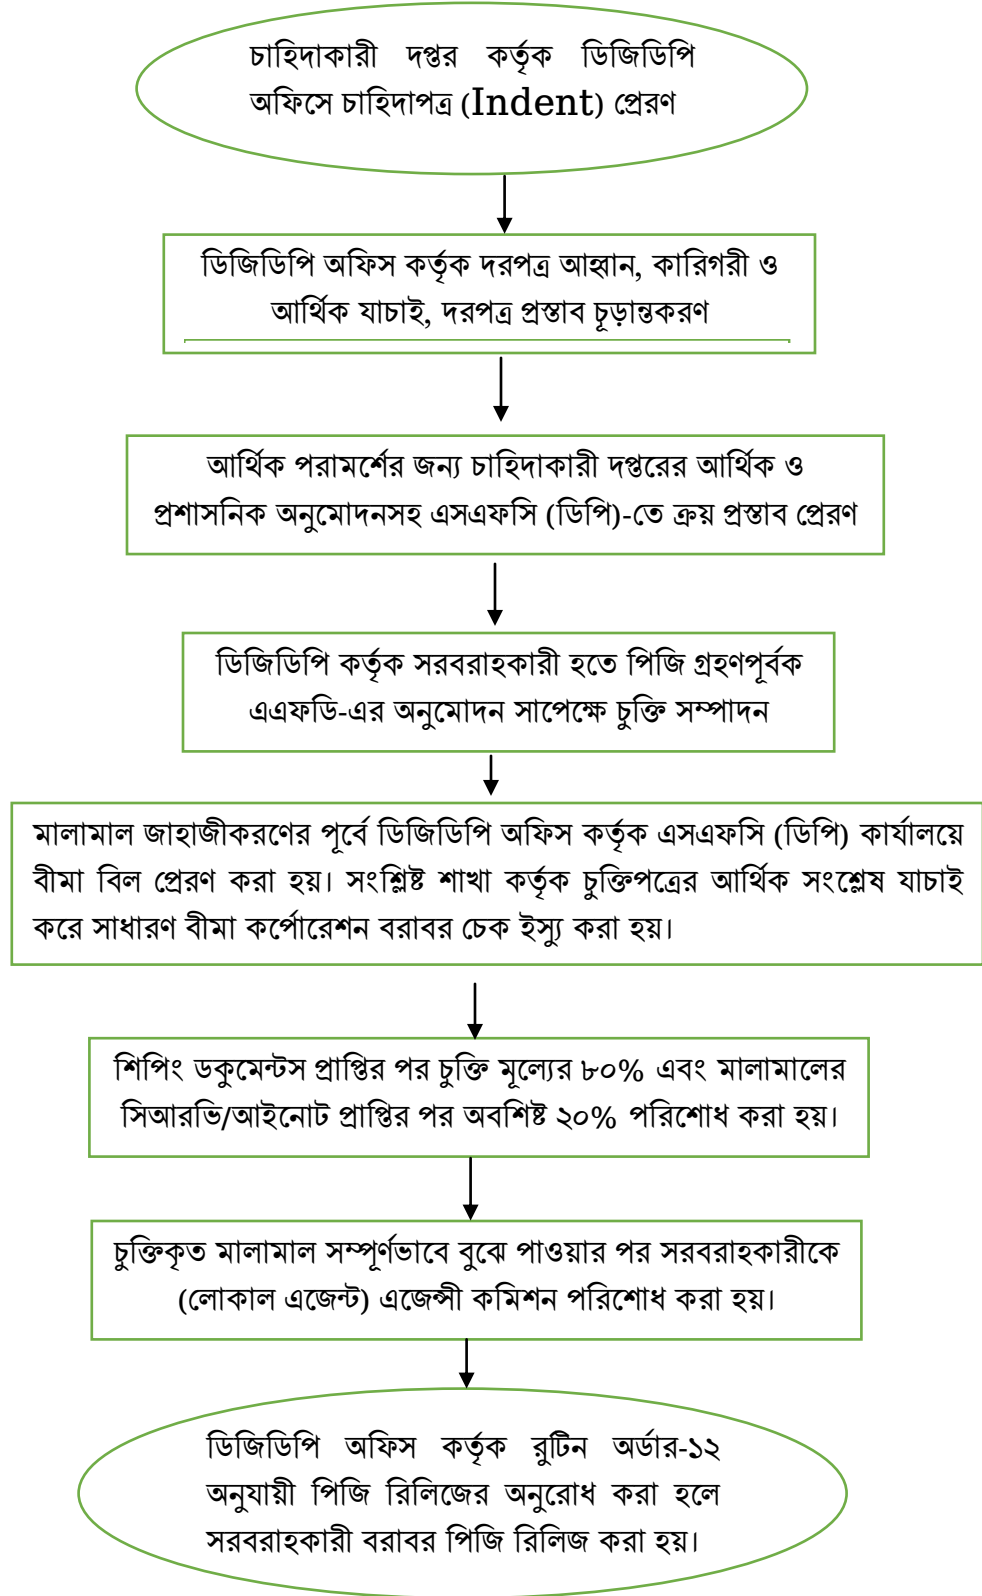 চাহিদাকারী দপ্তর কর্তৃক ডিজিডিপি
অফিসে চাহিদাপত্র (Indent) প্রেরণ
ডিজিডিপি অফিস কর্তৃক দরপত্র আহ্বান, কারিগরী ও
আর্থিক যাচাই, দরপত্র প্রস্তাব চূড়ান্তকরণ
আর্থিক পরামর্শের জন্য চাহিদাকারী দপ্তরের আর্থিক ও
প্রশাসনিক অনুমোদনসহ এসএফসি (ডিপি)-তে ক্রয় প্রস্তাব প্রেরণ
ডিজিডিপি কর্তৃক সরবরাহকারী হতে পিজি গ্রহণপূর্বক
এএফডি-এর অনুমোদন সাপেক্ষে চুক্তি সম্পাদন
মালামাল জাহাজীকরণের পূর্বে ডিজিডিপি অফিস কর্তৃক এসএফসি (ডিপি) কার্যালয়ে
বীমা বিল প্রেরণ করা হয়। সংশ্লিষ্ট শাখা কর্তৃক চুক্তিপত্রের আর্থিক সংশ্লেষ যাচাই
করে সাধারণ বীমা কর্পোরেশন বরাবর চেক ইস্যু করা হয়।
শিপিং ডকুমেন্টস প্রাপ্তির পর চুক্তি মূল্যের ৮০% এবং মালামালের
সিআরভি/আইনোট প্রাপ্তির পর অবশিষ্ট ২০% পরিশোধ করা হয়।
চুক্তিকৃত মালামাল সম্পূর্ণভাবে বুঝে পাওয়ার পর সরবরাহকারীকে
(লোকাল এজেন্ট) এজেন্সী কমিশন পরিশোধ করা হয়।
ডিজিডিপি অফিস কর্তৃক রুটিন অর্ডার-১২
অনুযায়ী পিজি রিলিজের অনুরোধ করা হলে
সরবরাহকারী বরাবর পিজি রিলিজ করা হয়।